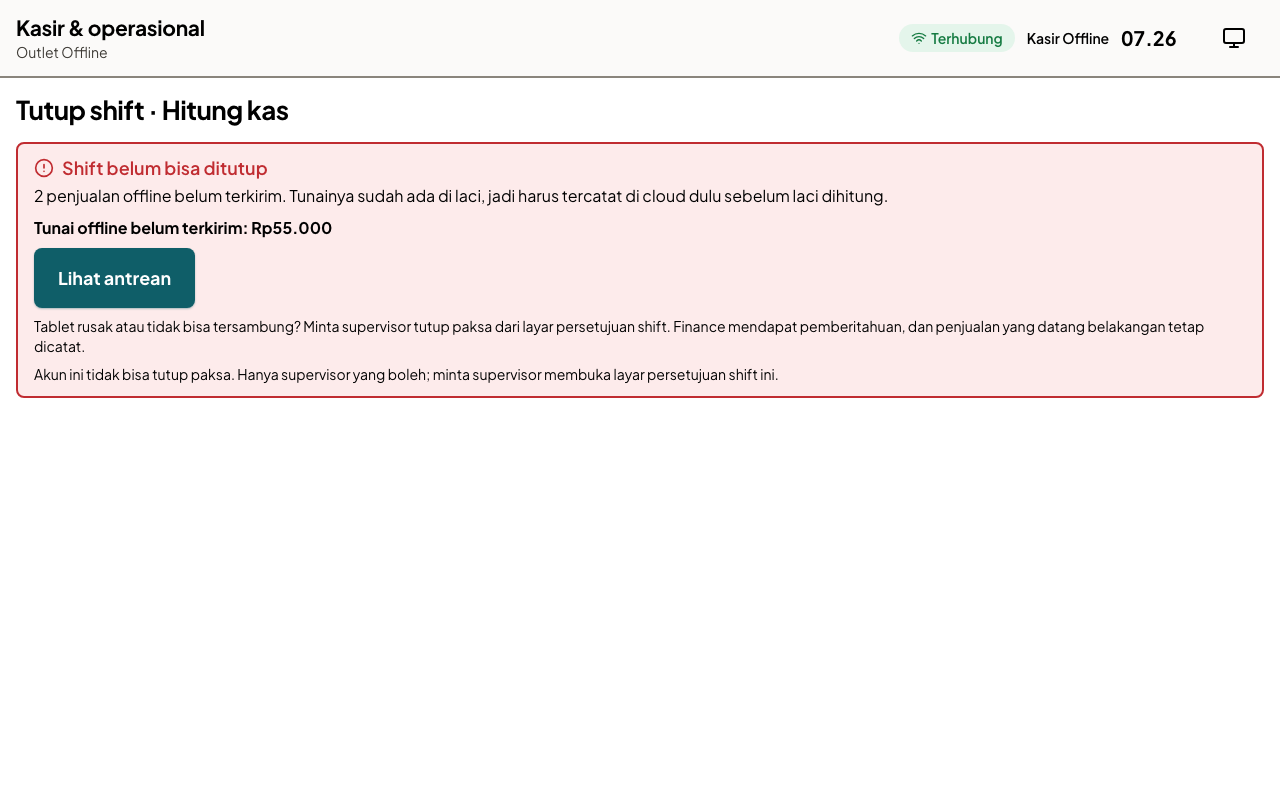 Kasir & operasional
Outlet Offline
Terhubung
Kasir Offline
07.26
Tutup shift · Hitung kas
Shift belum bisa ditutup
2 penjualan offline belum terkirim. Tunainya sudah ada di laci, jadi harus tercatat di cloud dulu sebelum laci dihitung.
Tunai offline belum terkirim: Rp55.000
Lihat antrean
Tablet rusak atau tidak bisa tersambung? Minta supervisor tutup paksa dari layar persetujuan shift. Finance mendapat pemberitahuan, dan penjualan yang datang belakangan tetap
dicatat.
Akun ini tidak bisa tutup paksa. Hanya supervisor yang boleh; minta supervisor membuka layar persetujuan shift ini.